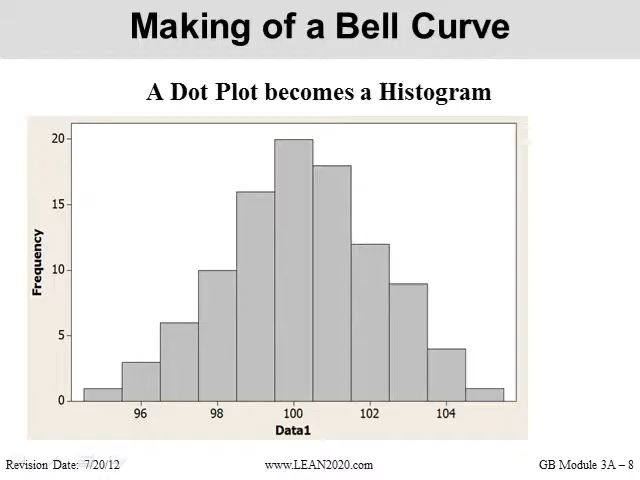 Making of a Bell Curve
A Dot Plot becomes a Histogram
20
15
10
5
0
Frequency
96 98 100 102 104
Data1
Revision Date: 7/20/12 www.LEAN2020.com GB Module 3A – 8